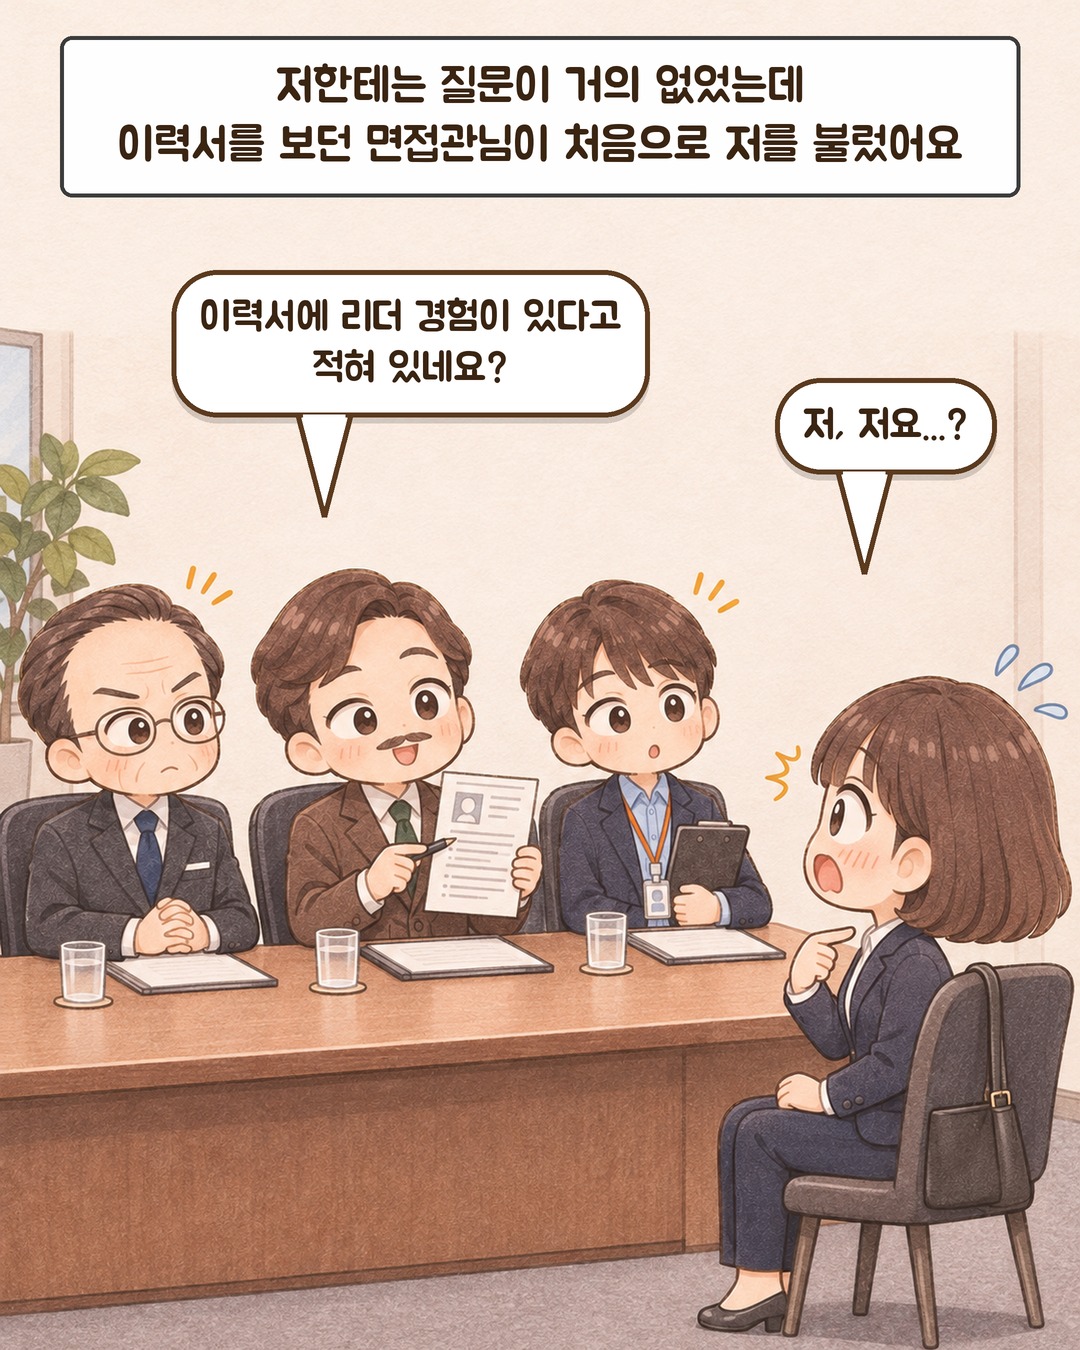 저한테는 질문이 거의 없었는데
이력서를 보던 면접관님이 처음으로 저를 불렀어요
이력서에 리더 경험이 있다고
적혀 있네요?
저, 저요...?